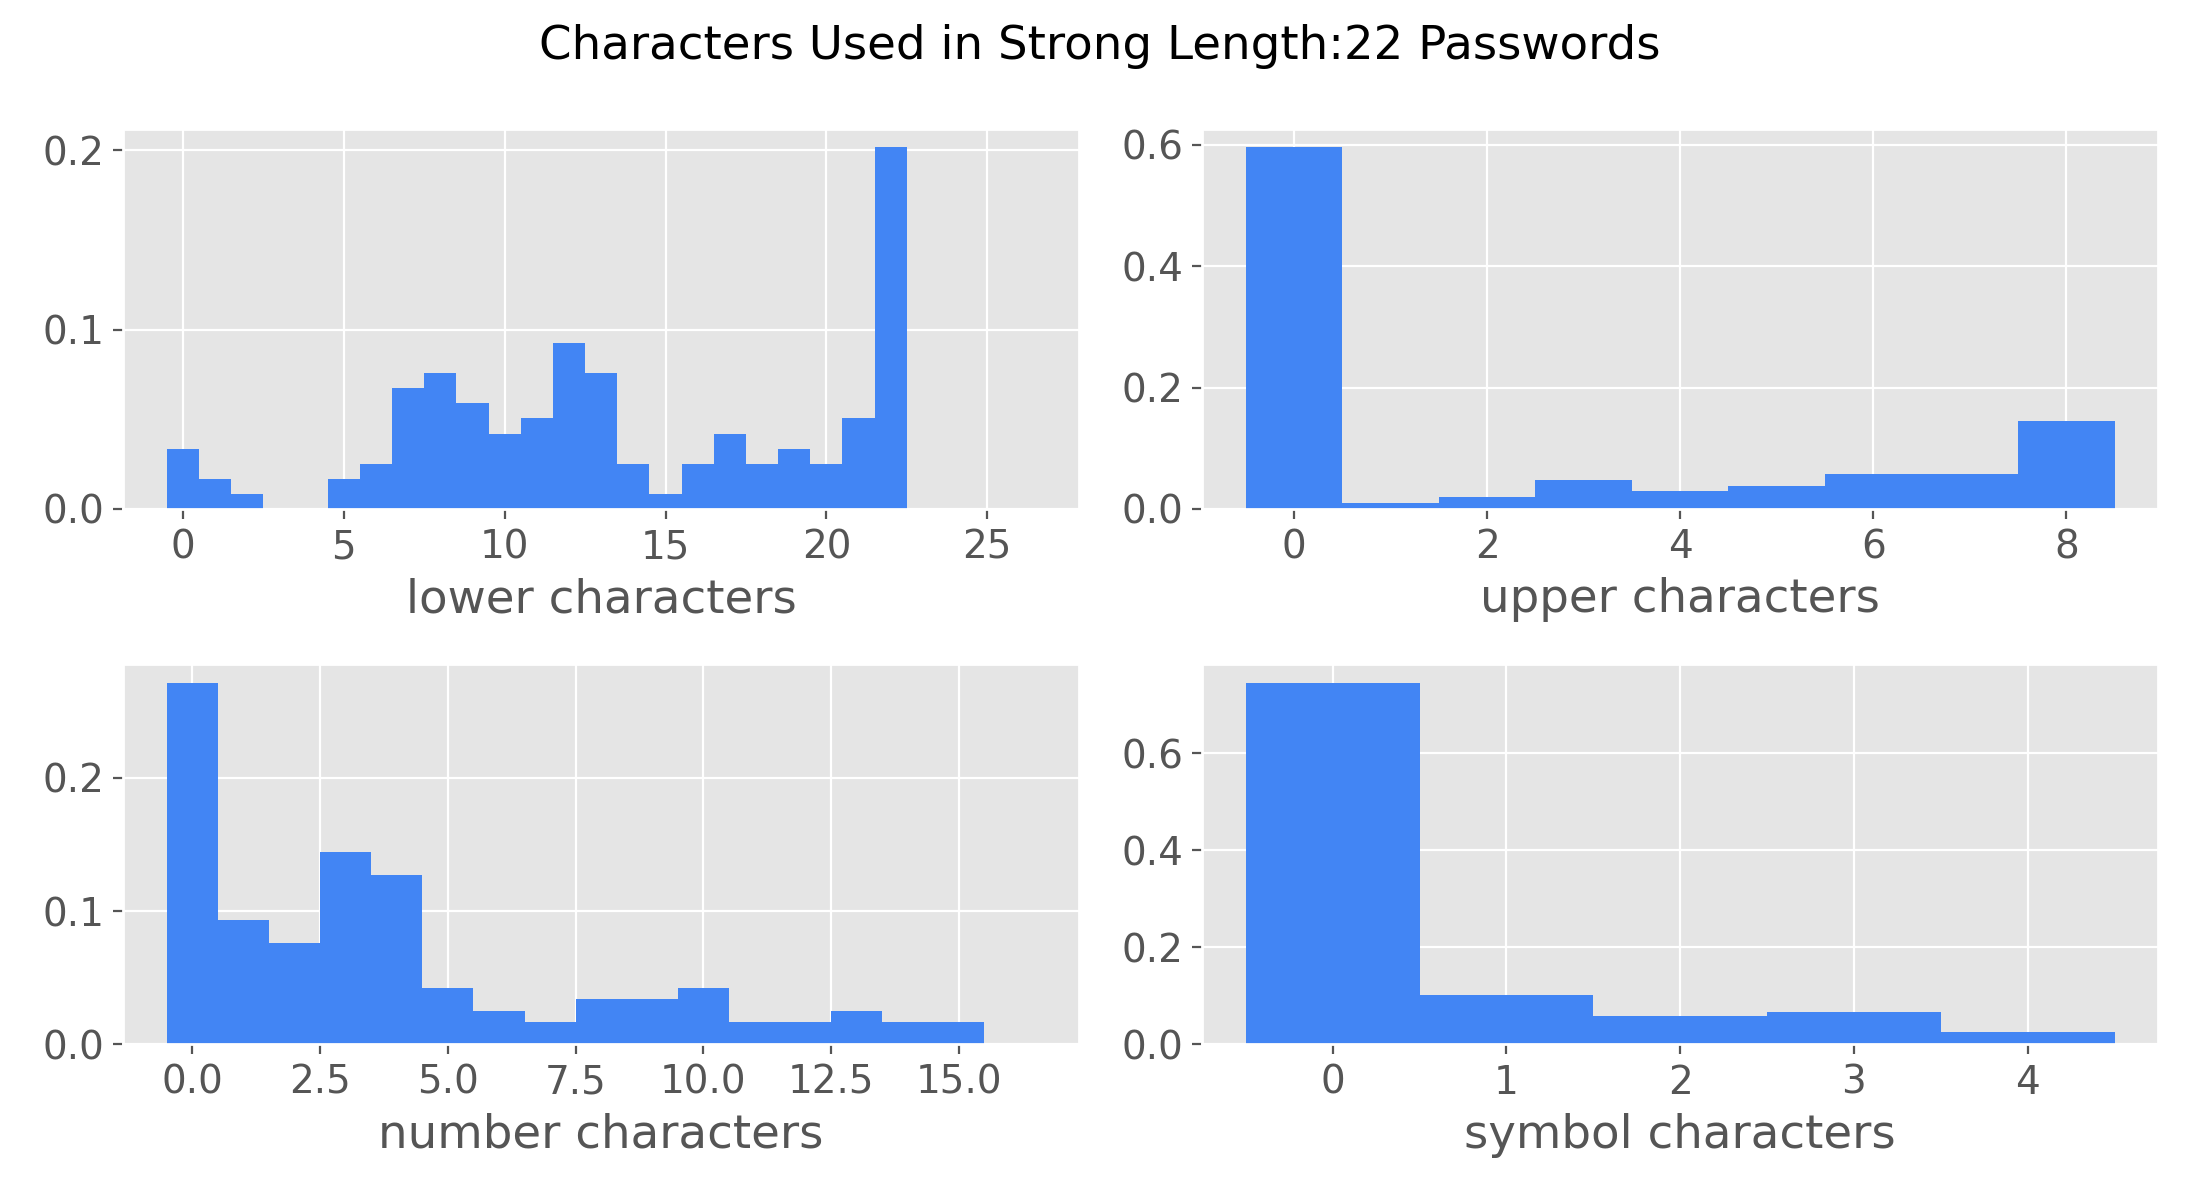 Characters Used in Strong Length:22 Passwords
0.2
0.1
0.0
0 5 10 15 20 25
lower characters
0.6
0.4
0.2
0.0
0 2 4 6 8
upper characters
0.2
0.1
0.0
0.0 2.5 5.0 7.5 10.0 12.5 15.0
number characters
0.6
0.4
0.2
0.0
0 1 2 3 4
symbol characters